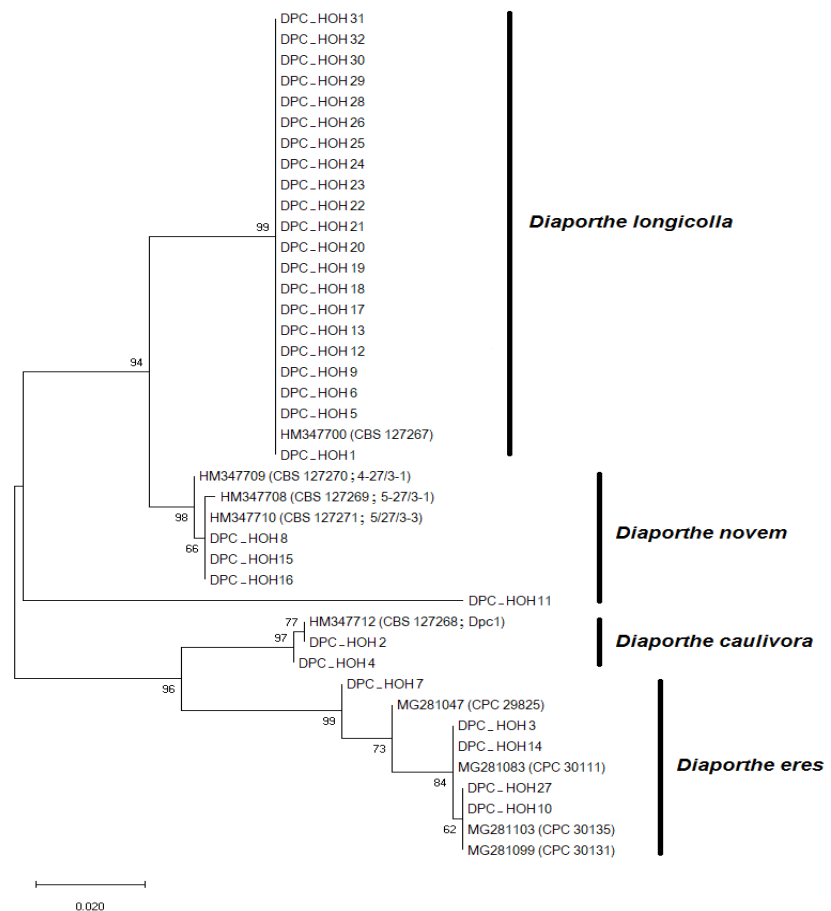 DPC_HOH 31
DPC_HOH 32
DPC_HOH 30
DPC_HOH 29
DPC_HOH 28
DPC_HOH 26
DPC_HOH 25
DPC_HOH 24
DPC_HOH 23
DPC_HOH 22
DPC_HOH 21
DPC_HOH 20
DPC_HOH 19
DPC_HOH 18
DPC_HOH 17
DPC_HOH 13
DPC_HOH 12
DPC_HOH 9
DPC_HOH 6
DPC_HOH 5
HM347700 (CBS 127267)
DPC_HOH 1
99
Diaporthe longicolla
94
HM347709 (CBS 127270 ; 4-27/3-1)
HM347708 (CBS 127269 ; 5-27/3-1)
HM347710 (CBS 127271 ; 5/27/3-3)
DPC_HOH 8
DPC_HOH15
DPC_HOH 16
98
66
DPC_HOH 11
Diaporthe novem
HM347712 (CBS 127268 ; Dpc1)
DPC_HOH 2
DPC_HOH 4
77
97
Diaporthe caulivora
96
DPC_HOH 7
MG281047 (CPC 29825)
DPC_HOH 3
DPC_HOH 14
MG281083 (CPC 30111)
DPC_HOH 27
DPC_HOH 10
MG281103 (CPC 30135)
MG281099 (CPC 30131)
99
73
84
62
Diaporthe eres
0.020